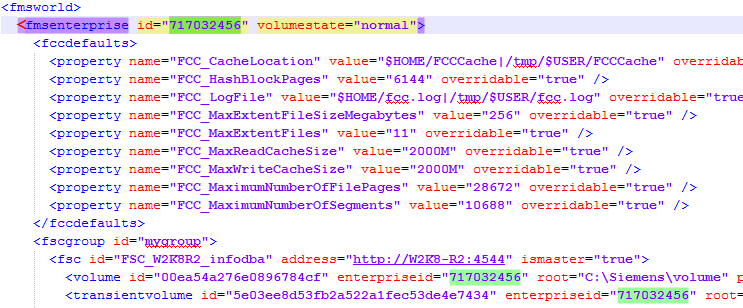 <fmsworld>
<fmsenterprise id="717032456" volumestate="normal">
<fccdefaults>
<property name="FCC_CacheLocation" value="$HOME/FCCCache|/tmp/$USER/FCCCache" overridab
<property name="FCC_HashBlockPages" value="6144" overridable="true" />
<property name="FCC_LogFile" value="$HOME/fcc.log|/tmp/$USER/fcc.log" overridable="true
<property name="FCC_MaxExtentFileSizeMegabytes" value="256" overridable="true" />
<property name="FCC_MaxExtentFiles" value="11" overridable="true" />
<property name="FCC_MaxReadCacheSize" value="2000M" overridable="true" />
<property name="FCC_MaxWriteCacheSize" value="2000M" overridable="true" />
<property name="FCC_MaximumNumberOfFilePages" value="28672" overridable="true" />
<property name="FCC_MaximumNumberOfSegments" value="10688" overridable="true" />
</fccdefaults>
<fscgroup id="mygroup">
<fsc id="FSC_W2K8R2_infodba" address="http://W2K8-R2:4544" ismaster="true">
<volume id="00ea54a276e0896784cf" enterpriseid="717032456" root="C:\Siemens\volume" p
<transientvolume id="5e03ee8d53fb2a522a1fec53de4e7434" enterpriseid="717032456" root=